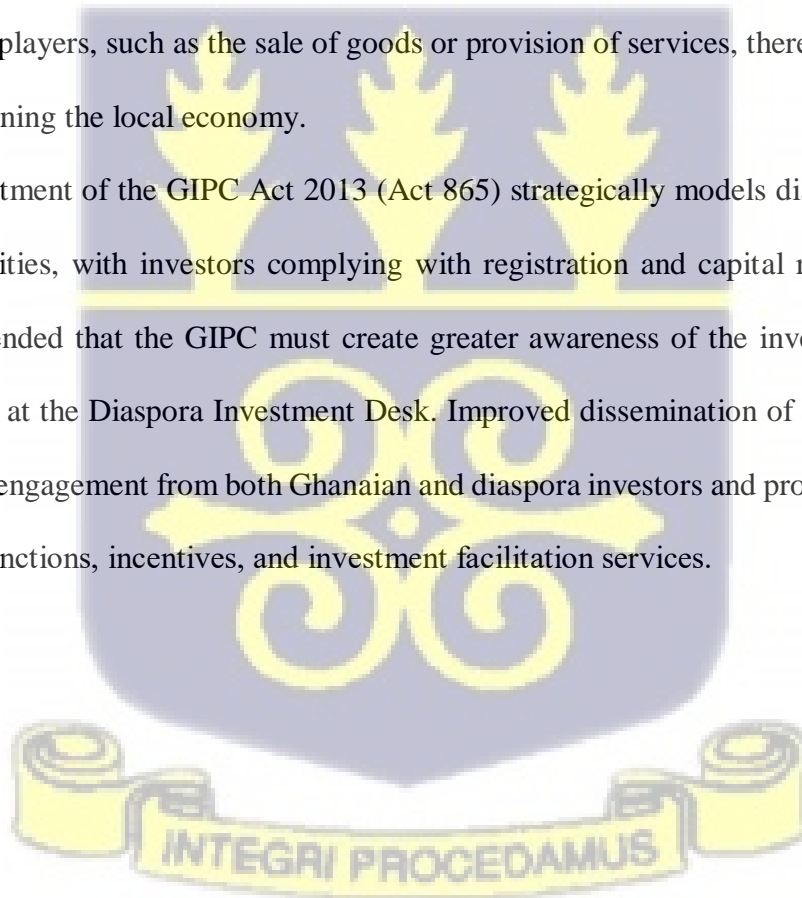 players, such as the sale of goods or provision of services, there
ning the local economy.
tment of the GIPC Act 2013 (Act 865) strategically models di
ities, with investors complying with registration and capital
ended that the GIPC must create greater awareness of the inve
at the Diaspora Investment Desk. Improved dissemination of
engagement from both Ghanaian and diaspora investors and pro
nctions, incentives, and investment facilitation services.
INTEGRI PROCEDAMUS